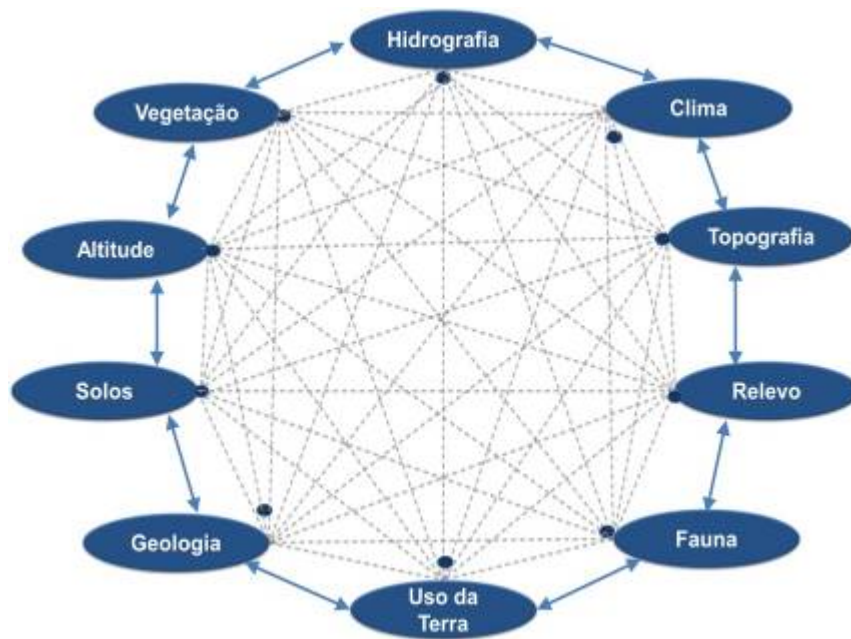 Hidrografia
Vegetação
Clima
Altitude
Topografia
Solos
Relevo
Geologia
Fauna
Uso da
Terra